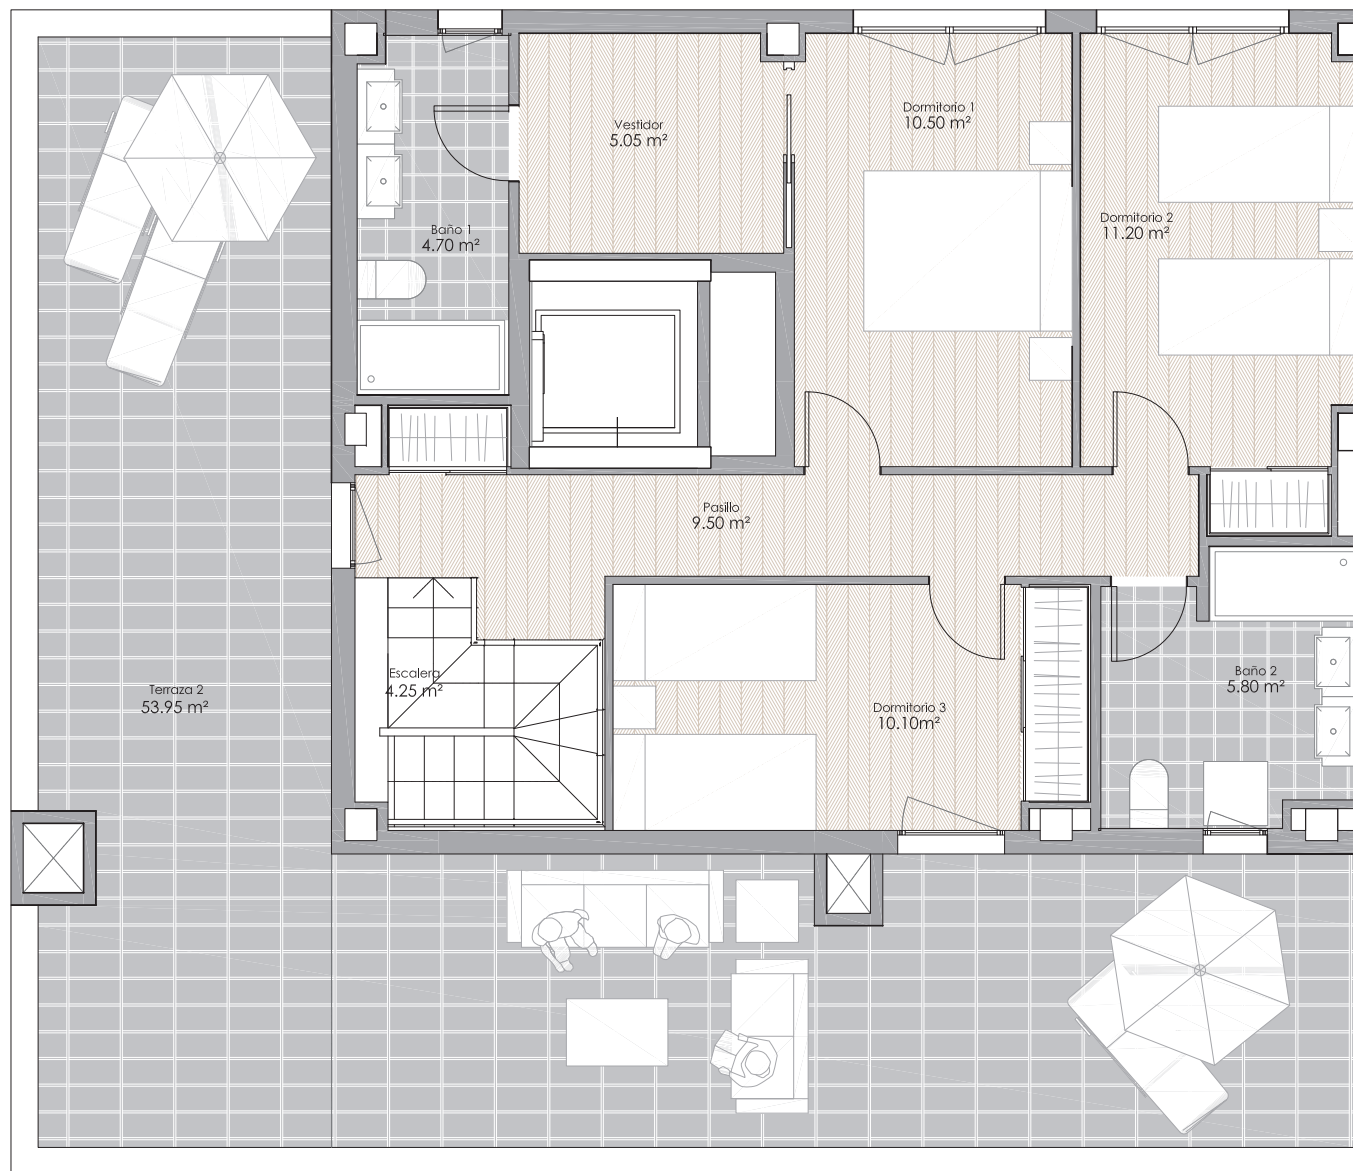 Dormitorio 1
10.50 m²
Vestidor
5.05 m²
Dormitorio 2
11.20 m²
Baño 1
4.70 m²
Pasillo
9.50 m²
Escalera
4.25 m²
Baño 2
5.80 m²
Terraza 2
53.95 m²
Dormitorio 3
10.10m²